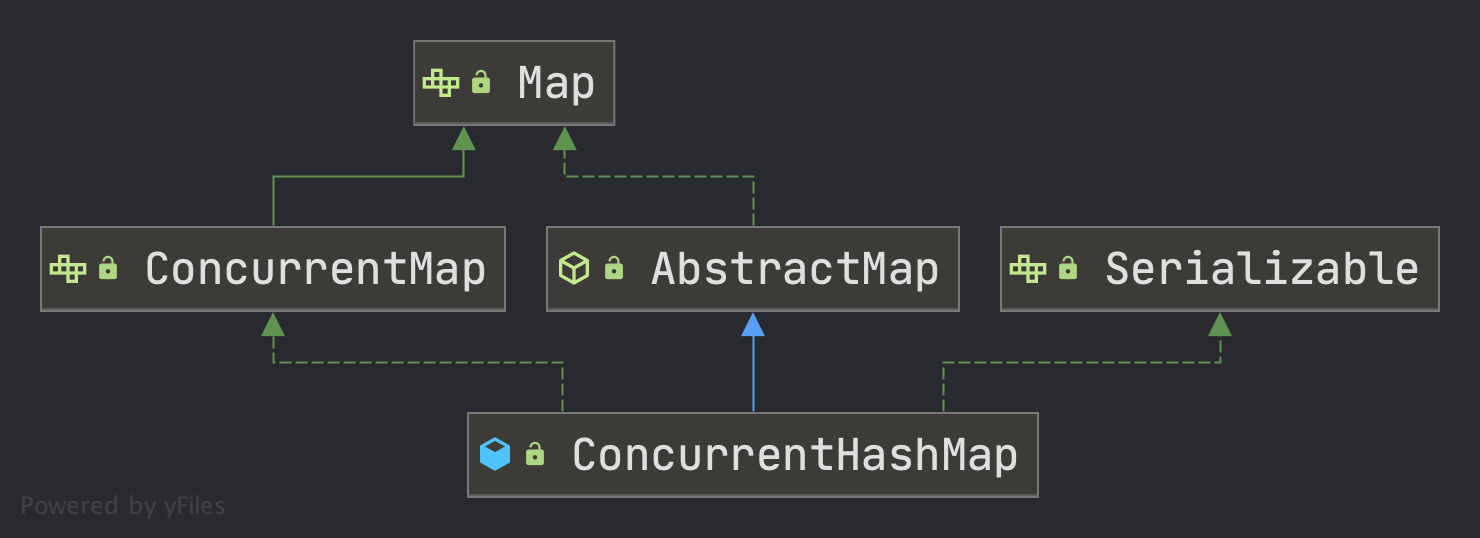 Map
ConcurrentMap
AbstractMap
Serializable
ConcurrentHashMap
Powered by yFiles